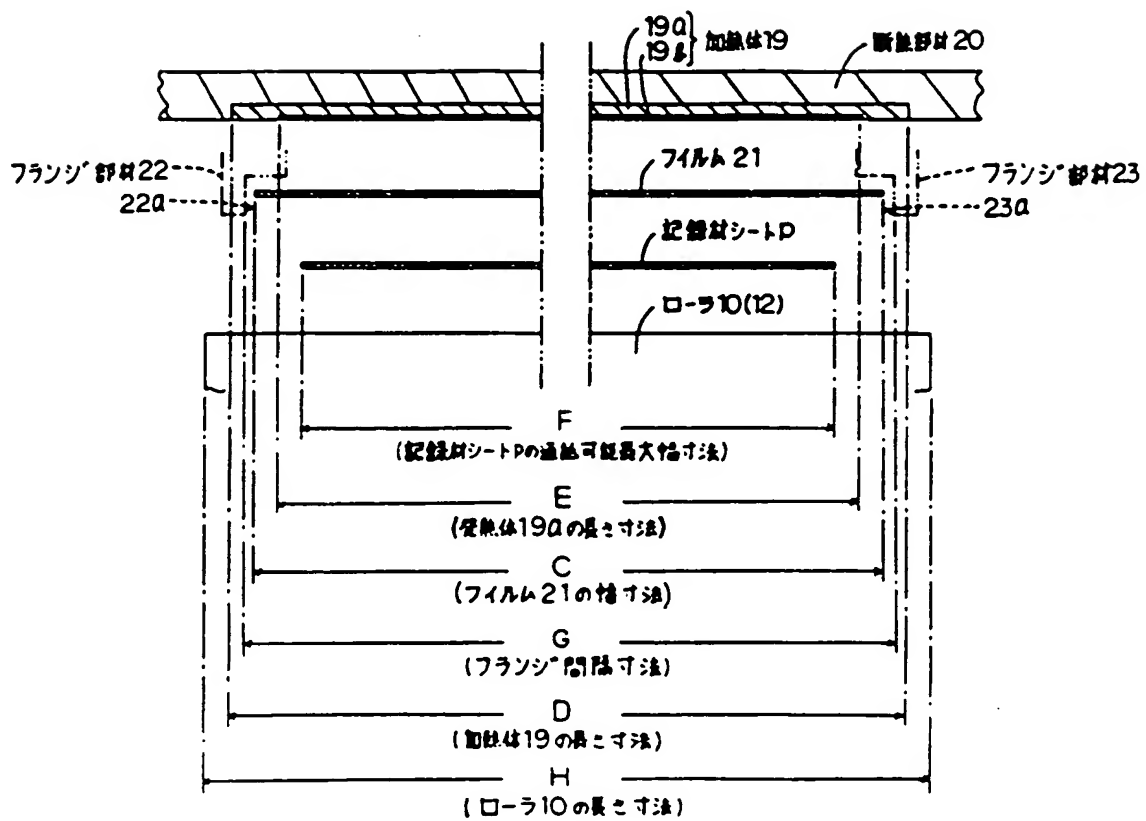 19a
19b
加熱体19
断熱部材20
フランジ部材22
22a
フイルム21
フランジ部材23
23a
記録材シートP
ローラ10(12)
F
(記録材シートPの通紙可能最大幅寸法)
E
(発熱体19aの長さ寸法)
C
(フイルム21の幅寸法)
G
(フランジ間隔寸法)
D
(加熱体19の長さ寸法)
H
(ローラ10の長さ寸法)